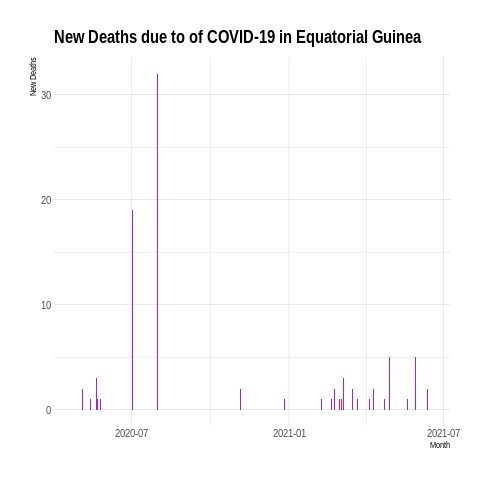 New Deaths due to of COVID-19 in Equatorial Guinea
New Deaths
30
20
10
0
2020-07
2021-01
2021-07
Month